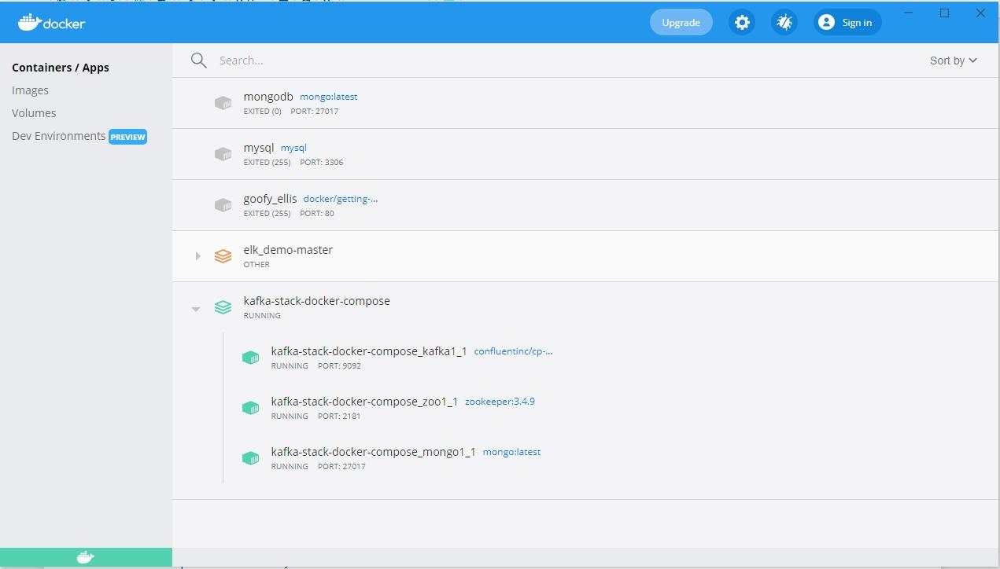 docker
Upgrade
Sign in
Containers / Apps
Images
Volumes
Dev Environments PREVIEW
Search...
Sort by
mongodb mongo:latest
EXITED (0) PORT: 27017
mysql mysql
EXITED (255) PORT: 3306
goofy_ellis docker/getting-...
EXITED (255) PORT: 80
elk_demo-master
OTHER
kafka-stack-docker-compose
RUNNING
kafka-stack-docker-compose_kafka1_1 confluentinc/cp-...
RUNNING PORT: 9092
kafka-stack-docker-compose_zoo1_1 zookeeper:3.4.9
RUNNING PORT: 2181
kafka-stack-docker-compose_mongo1_1 mongo:latest
RUNNING PORT: 27017